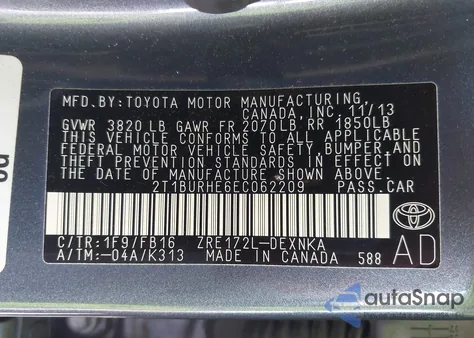 MFD.BY:TOYOTA MOTOR MANUFACTURING
CANADA,INC. 11/13
GVWR 3820LB GAWR FR 2070LB,RR 1850LB
THIS VEHICLE CONFORMS TO ALL APPLICABLE
FEDERAL MOTOR VEHICLE SAFETY,BUMPER,AND
THEFT PREVENTION STANDARDS IN EFFECT ON
THE DATE OF MANUFACTURE SHOWN ABOVE.
2T1BURHE6EC062209 PASS.CAR
C/TR:1F9/FB16 ZRE172L-DEXNKA
A/TM:-04A/K313 MADE IN CANADA 588
AD
TOYOTA
autoSnap